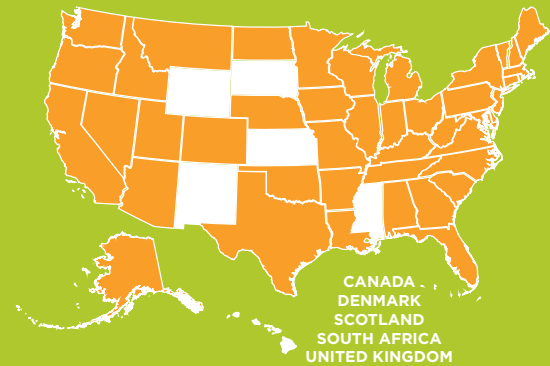 CANADA
DENMARK
SCOTLAND
SOUTH AFRICA
UNITED KINGDOM